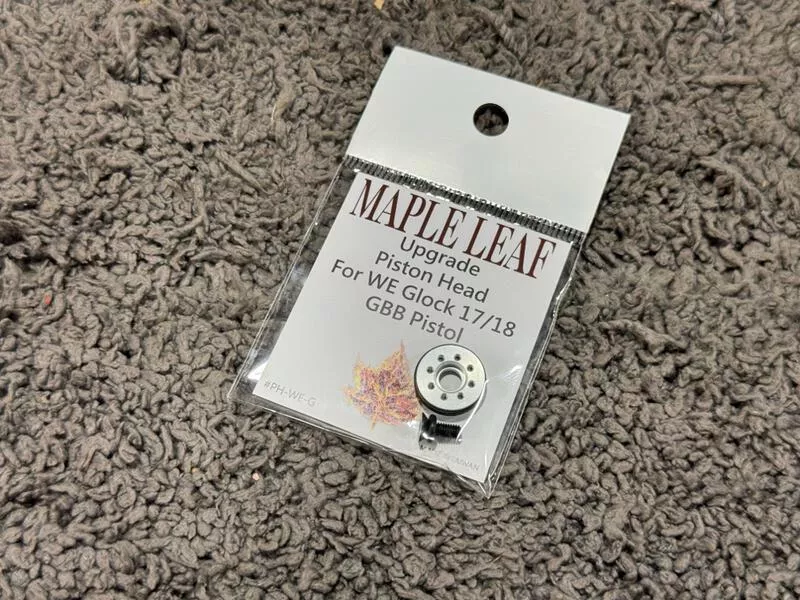 MAPLE LEAF
Upgrade
Piston Head
For WE Glock 17/18
GBB Pistol
#PH-WE-G